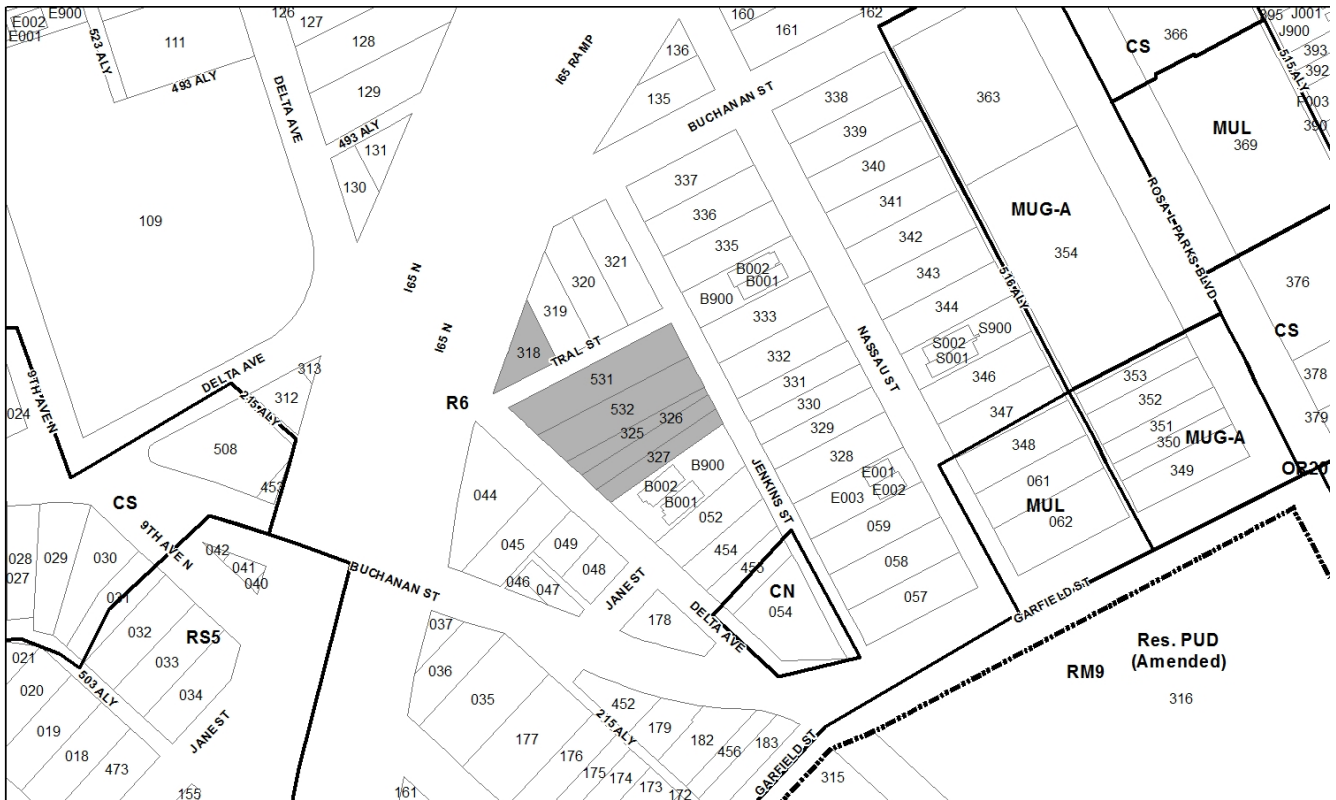 E002
E900
E001
523 ALY
111
493 ALY
126
127
128
129
DELTA AVE
493 ALY
131
130
109
I65 RAMP
136
135
160
161
162
BUCHANAN ST
338
339
340
341
342
343
344
S900
S002
S001
346
347
363
MUG-A
354
516 ALY
CS
366
395
J001
J900
393
392
F003
390
515 ALY
MUL
369
ROSA L PARKS BLVD
376
CS
378
379
337
336
335
B002
B001
B900
333
332
331
330
329
328
E001
E002
E003
059
058
057
NASSAU ST
321
320
319
318
TRAL ST
I65 N
I65 N
R6
531
532
326
325
327
B900
B002
B001
052
454
455
JENKINS ST
CN
054
DELTA AVE
353
352
351
350
349
MUG-A
348
061
MUL
062
OR20
GARFIELD ST
Res. PUD
(Amended)
RM9
316
DELTA AVE
313
312
215 ALY
508
453
9TH AVE N
024
CS
9TH AVE N
028
027
029
030
031
042
041
040
032
RS5
033
034
021
020
019
018
473
503 ALY
JANE ST
155
BUCHANAN ST
044
045
049
048
046
047
JANE ST
178
037
036
035
177
176
175
174
173
172
215 ALY
452
179
182
456
183
GARFIELD ST
315
161